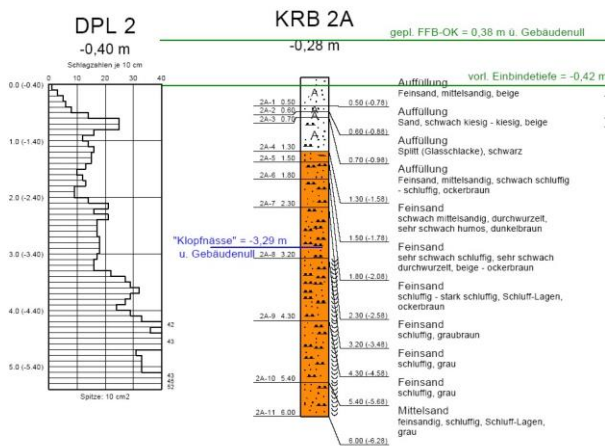 DPL 2
-0,40 m
Schlagzahlen je 10 cm
0 10 20 30 40
0.0 (-0.40)
1.0 (-1.40)
2.0 (-2.40)
3.0 (-3.40)
4.0 (-4.40)
5.0 (-5.40)
42
43
43
52
Spitze: 10 cm2
KRB 2A
-0,28 m
gepl. FFB-OK = 0,38 m ü. Gebäudenull
vorl. Einbindetiefe = -0,42 m
"Klopfnässe" = -3,29 m
u. Gebäudenull
A
A
A
A
2A-1 0.50
2A-2 0.60
2A-3 0.70
2A-4 1.30
2A-5 1.50
2A-6 1.80
2A-7 2.30
2A-8 3.20
2A-9 4.30
2A-10 5.40
2A-11 6.00
0.50 (-0.78)
0.60 (-0.88)
0.70 (-0.98)
1.30 (-1.58)
1.50 (-1.78)
1.80 (-2.08)
2.30 (-2.58)
3.20 (-3.48)
4.30 (-4.58)
5.40 (-5.68)
6.00 (-6.28)
Auffüllung
Feinsand, mittelsandig, beige
Auffüllung
Sand, schwach kiesig - kiesig, beige
Auffüllung
Splitt (Glasschlacke), schwarz
Auffüllung
Feinsand, mittelsandig, schwach schluffig
- schluffig, ockerbraun
Feinsand
schwach mittelsandig, durchwurzelt,
sehr schwach humos, dunkelbraun
Feinsand
sehr schwach schluffig, sehr schwach
durchwurzelt, beige - ockerbraun
Feinsand
schluffig - stark schluffig, Schluff-Lagen,
ockerbraun
Feinsand
schluffig, graubraun
Feinsand
schluffig, grau
Feinsand
schluffig, grau
Mittelsand
feinsandig, schluffig, Schluff-Lagen,
grau